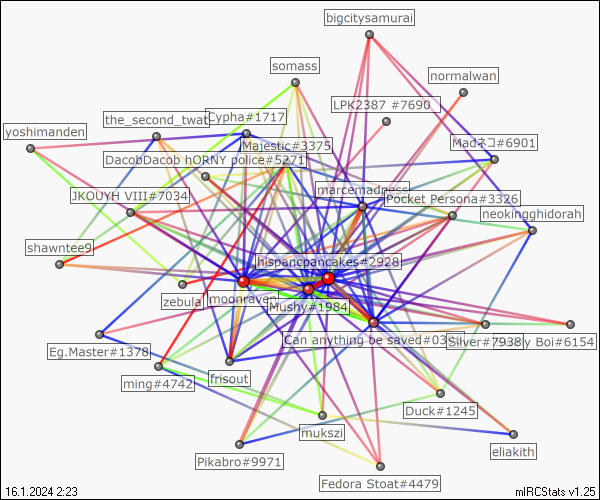 bigcitysamurai
somass
normalwan
LPK2387 #7690
the_second_twat
Cypha#1717
yoshimanden
Majestic#3375
Madネコ#6901
DacobDacob hORNY police#5271
marcemadness
JKOUYH VIII#7034
Pocket Persona#3326
neokingghidorah
shawntee9
hispancpancakes#2928
zebula
moonraven
Mushy#1984
Can anything be saved#03
Silver#7938
ly Boi#6154
Eg.Master#1378
ming#4742
frisout
Duck#1245
mukszi
eliakith
Pikabro#9971
Fedora Stoat#4479
16.1.2024 2:23
mIRCStats v1.25